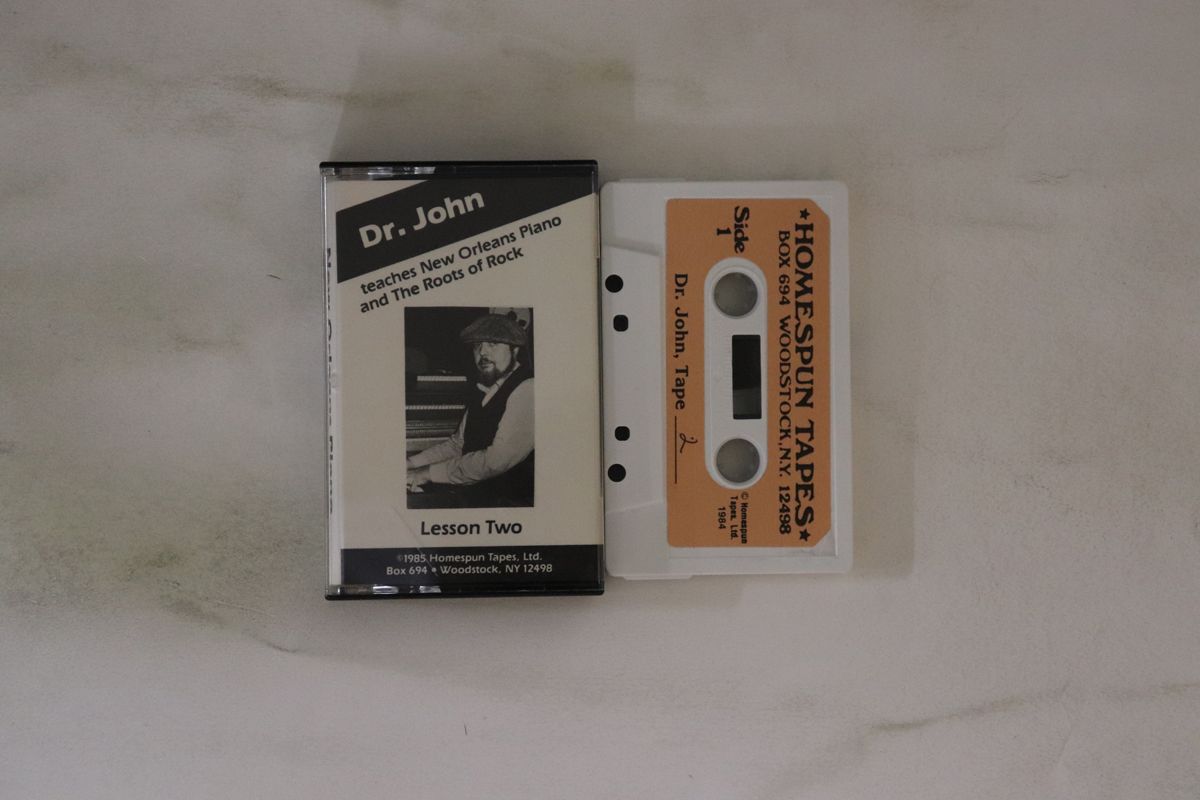 Dr. John
teaches New Orleans Piano
and The Roots of Rock
Lesson Two
©1985 Homespun Tapes, Ltd.
Box 694 • Woodstock, NY 12498
★HOMESPUN TAPES★
BOX 694 WOODSTOCK, N.Y. 12498
Side
1
© Homespun
Tapes, Ltd.
1984
Dr. John, Tape 2